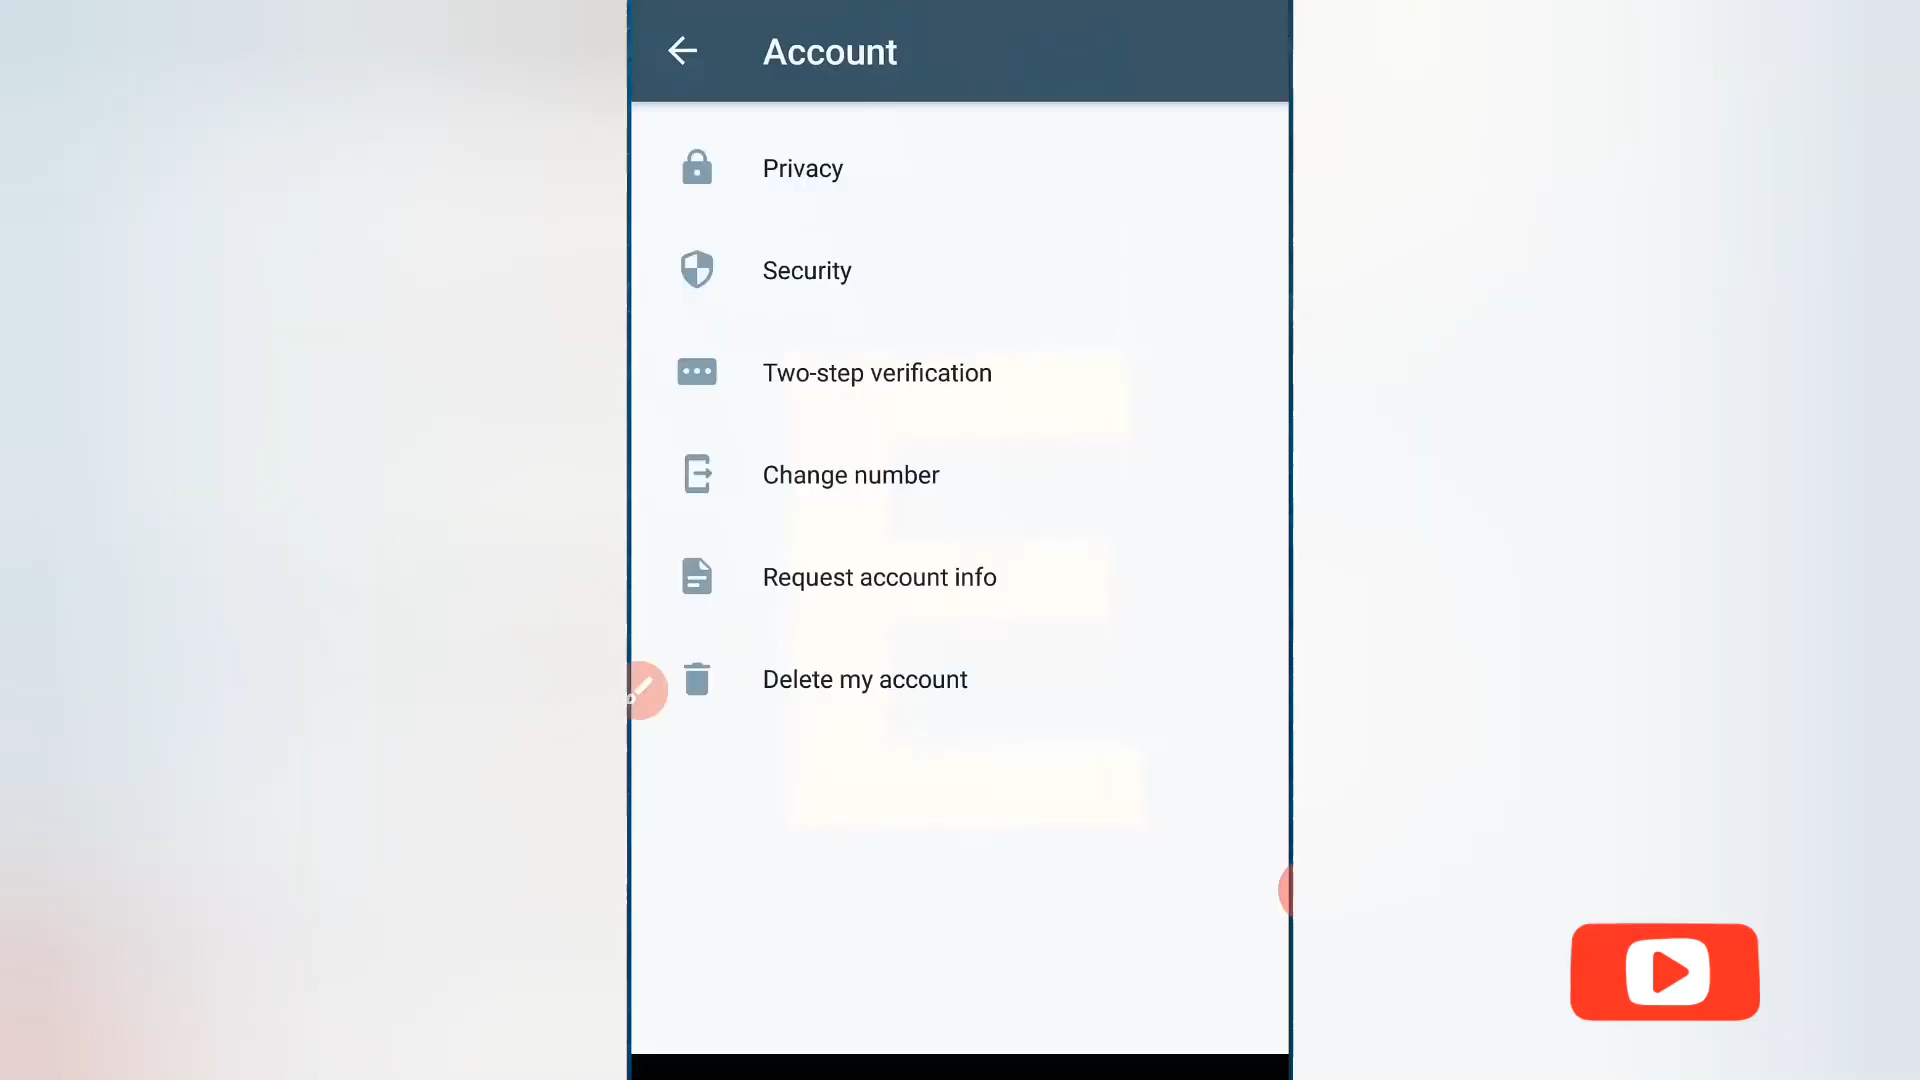 Account
Privacy
Security
Two-step verification
Change number
Request account info
Delete my account
E